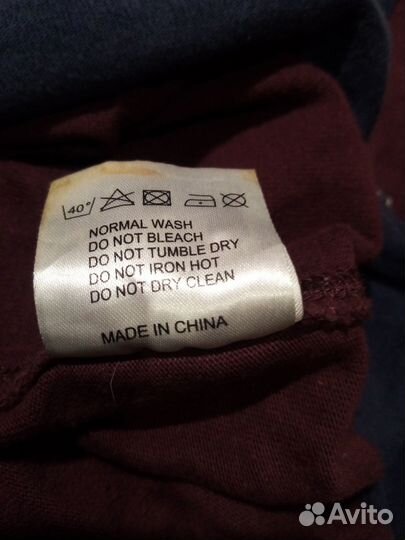 40°
NORMAL WASH
DO NOT BLEACH
DO NOT TUMBLE DRY
DO NOT IRON HOT
DO NOT DRY CLEAN
MADE IN CHINA
Avito